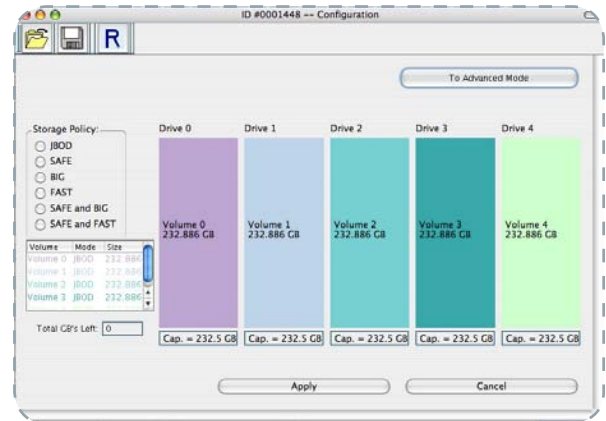 ID #0001448 -- Configuration
R
To Advanced Mode
Storage Policy:
JBOD
SAFE
BIG
FAST
SAFE and BIG
SAFE and FAST
Drive 0 Drive 1 Drive 2 Drive 3 Drive 4
Volume 0 Volume 1 Volume 2 Volume 3 Volume 4
232.886 GB 232.886 GB 232.886 GB 232.886 GB 232.886 GB
Volume Mode Size
Volume 0 JBOD 232.886
Volume 1 JBOD 232.886
Volume 2 JBOD 232.886
Volume 3 JBOD 232.886
Total GB's Left: 0
Cap. = 232.5 GB Cap. = 232.5 GB Cap. = 232.5 GB Cap. = 232.5 GB Cap. = 232.5 GB
Apply Cancel